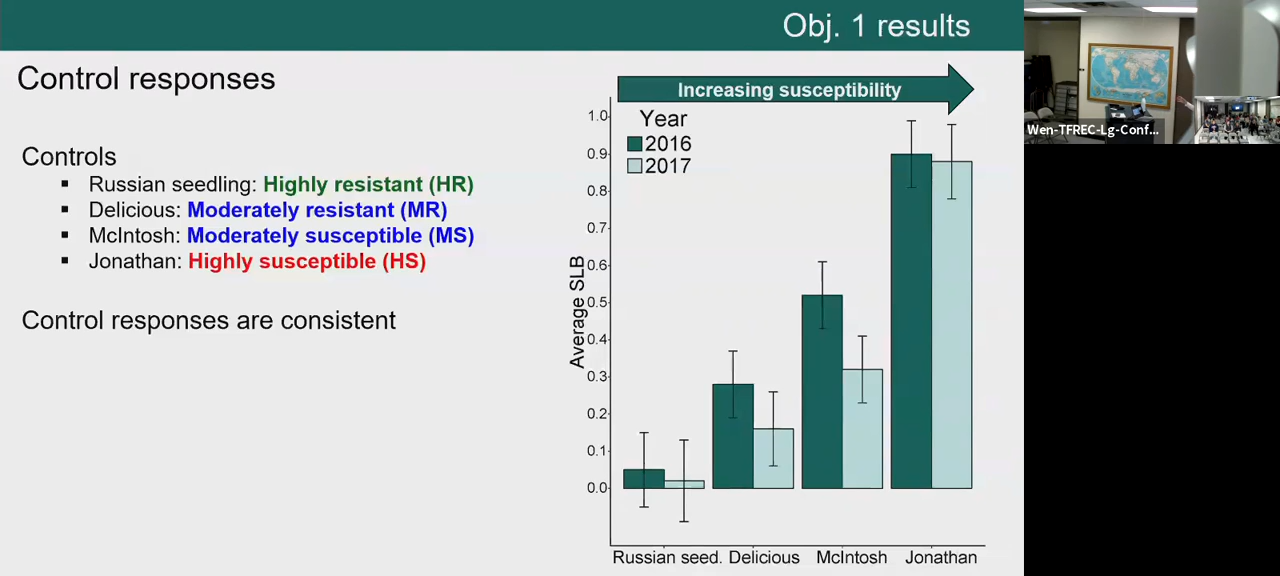 Obj. 1 results
Control responses
Controls
▪ Russian seedling: Highly resistant (HR)
▪ Delicious: Moderately resistant (MR)
▪ McIntosh: Moderately susceptible (MS)
▪ Jonathan: Highly susceptible (HS)
Control responses are consistent
Increasing susceptibility
Year
2016
2017
Average SLB
1.0
0.9
0.8
0.7
0.6
0.5
0.4
0.3
0.2
0.1
0.0
Russian seed. Delicious McIntosh Jonathan
Wen-TFREC-Lg-Conf...